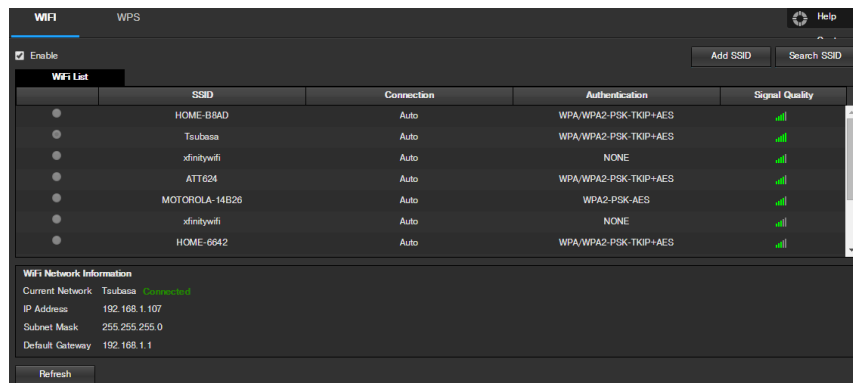 WIFI WPS Help
Enable Add SSID Search SSID
WiFi List
SSID Connection Authentication Signal Quality
HOME-B8AD Auto WPA/WPA2-PSK-TKIP+AES
Tsubasa Auto WPA/WPA2-PSK-TKIP+AES
xfinitywifi Auto NONE
ATT624 Auto WPA/WPA2-PSK-TKIP+AES
MOTOROLA-14B26 Auto WPA2-PSK-AES
xfinitywifi Auto NONE
HOME-6642 Auto WPA/WPA2-PSK-TKIP+AES
WiFi Network Information
Current Network Tsubasa Connected
IP Address 192.168.1.107
Subnet Mask 255.255.255.0
Default Gateway 192.168.1.1
Refresh